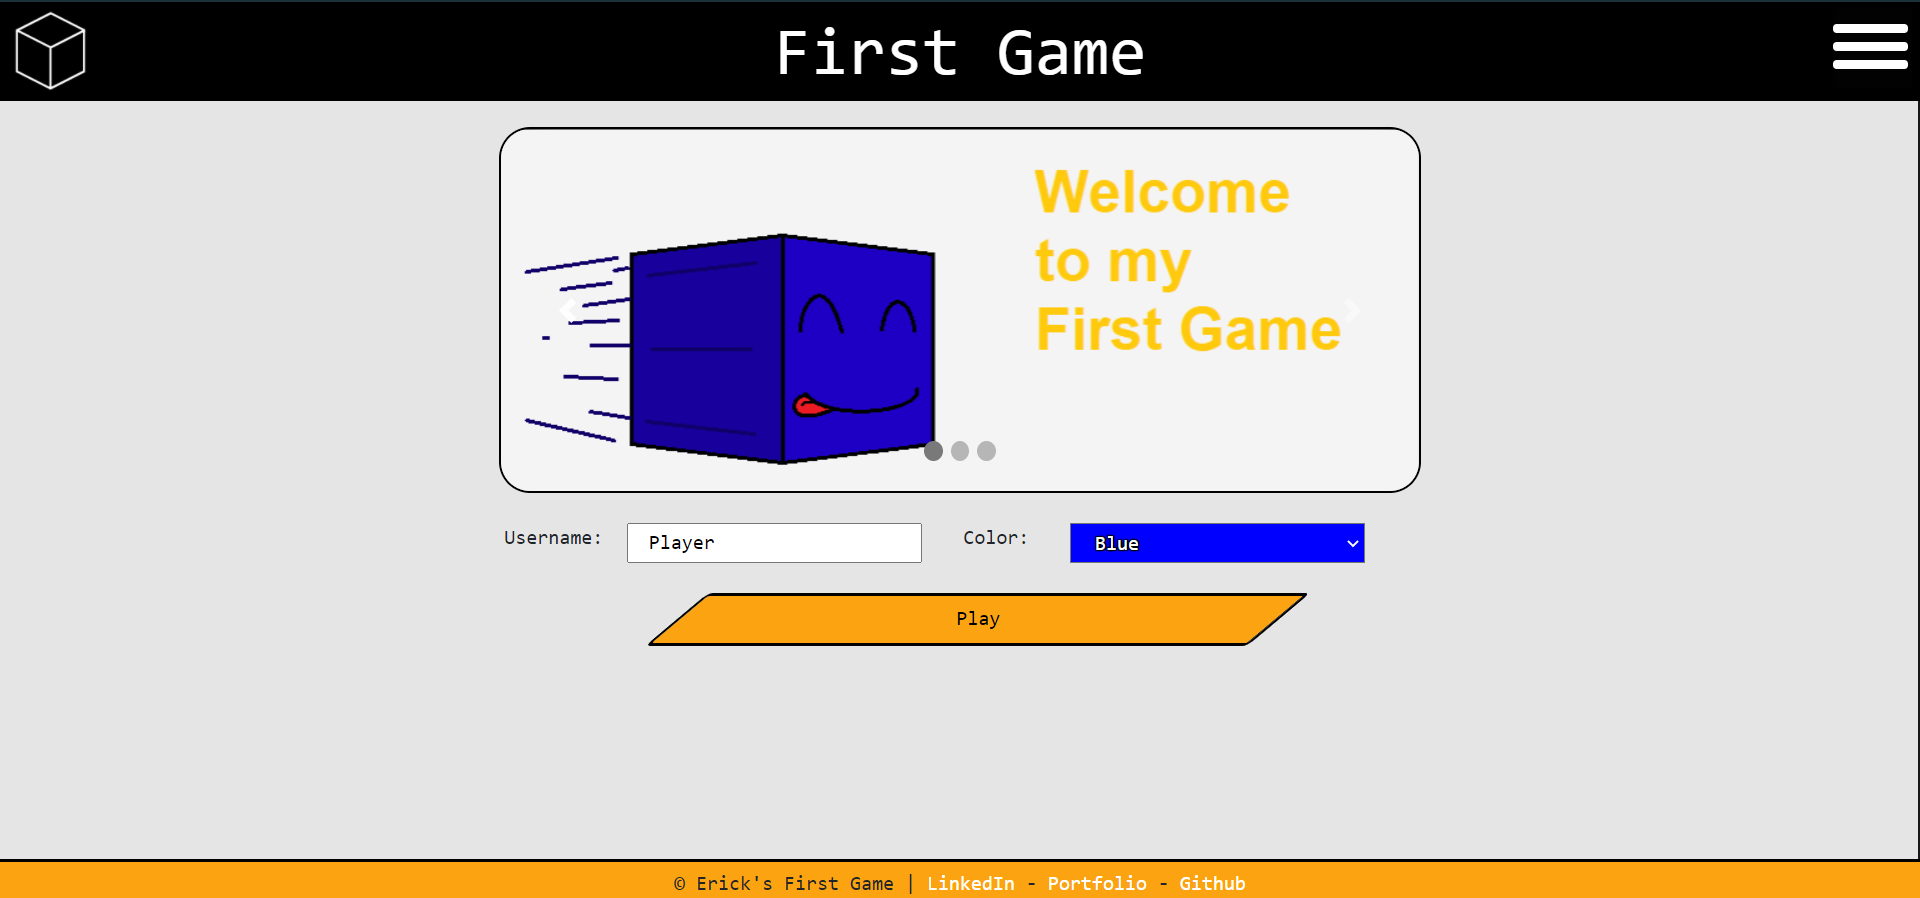 First Game
Welcome
to my
First Game
Username: Player Color: Blue
Play
© Erick's First Game | LinkedIn - Portfolio - Github